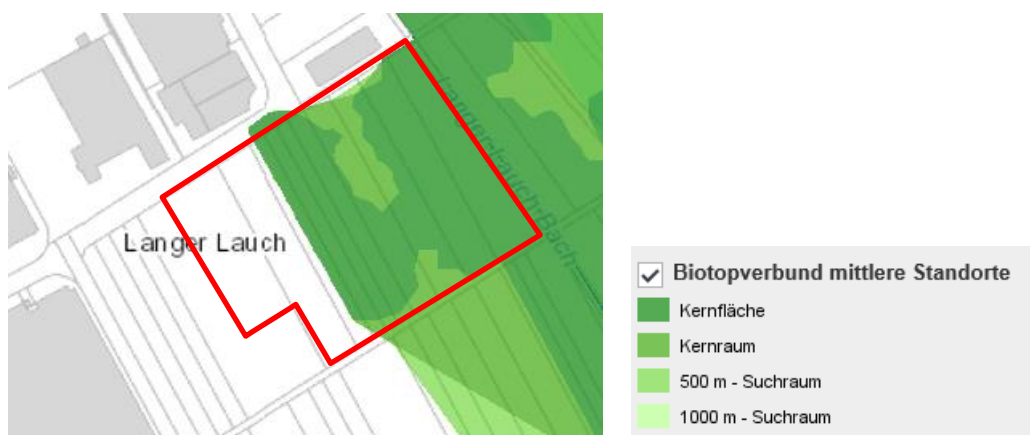 Langer-Lauch-Bach
Langer Lauch
Biotopverbund mittlere Standorte
Kernfläche
Kernraum
500 m - Suchraum
1000 m - Suchraum